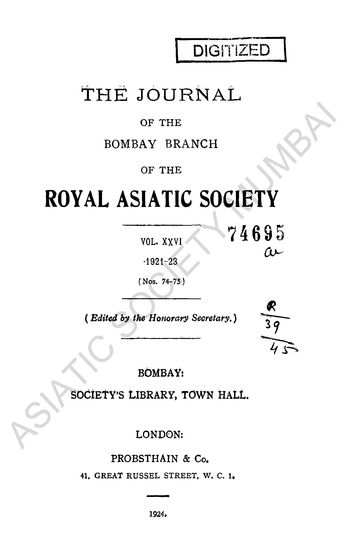 DIGITIZED
THE JOURNAL
OF THE
BOMBAY BRANCH
OF THE
ROYAL ASIATIC SOCIETY
VOL. XXVI
1921-23
(Nos. 74-75)
74695
(Edited by the Honorary Secretary.)
R
39
45
BOMBAY:
SOCIETY'S LIBRARY, TOWN HALL.
LONDON:
PROBSTHAIN & Co.
41, GREAT RUSSEL STREET, W. C. 1.
1924.
ASIATIC SOCIETY MUMBAI